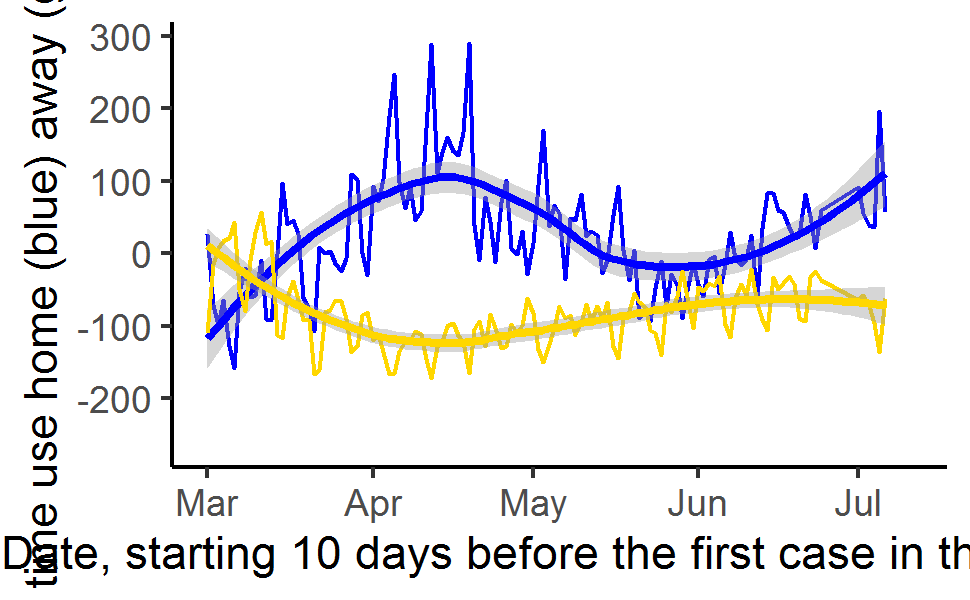 time use home (blue) away (
300
200
100
0
-100
-200
Mar Apr May Jun Jul
Date, starting 10 days before the first case in th